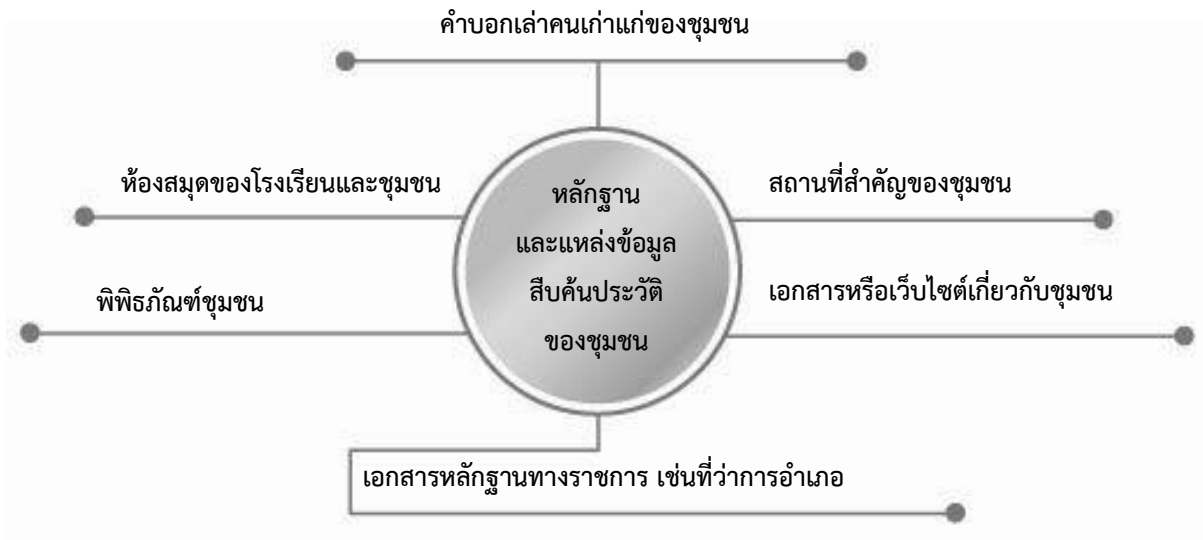 คำบอกเล่าคนเก่าแก่ของชุมชน
ห้องสมุดของโรงเรียนและชุมชน
สถานที่สำคัญของชุมชน
หลักฐาน
และแหล่งข้อมูล
สืบค้นประวัติ
ของชุมชน
พิพิธภัณฑ์ชุมชน
เอกสารหรือเว็บไซต์เกี่ยวกับชุมชน
เอกสารหลักฐานทางราชการ เช่นที่ว่าการอำเภอ